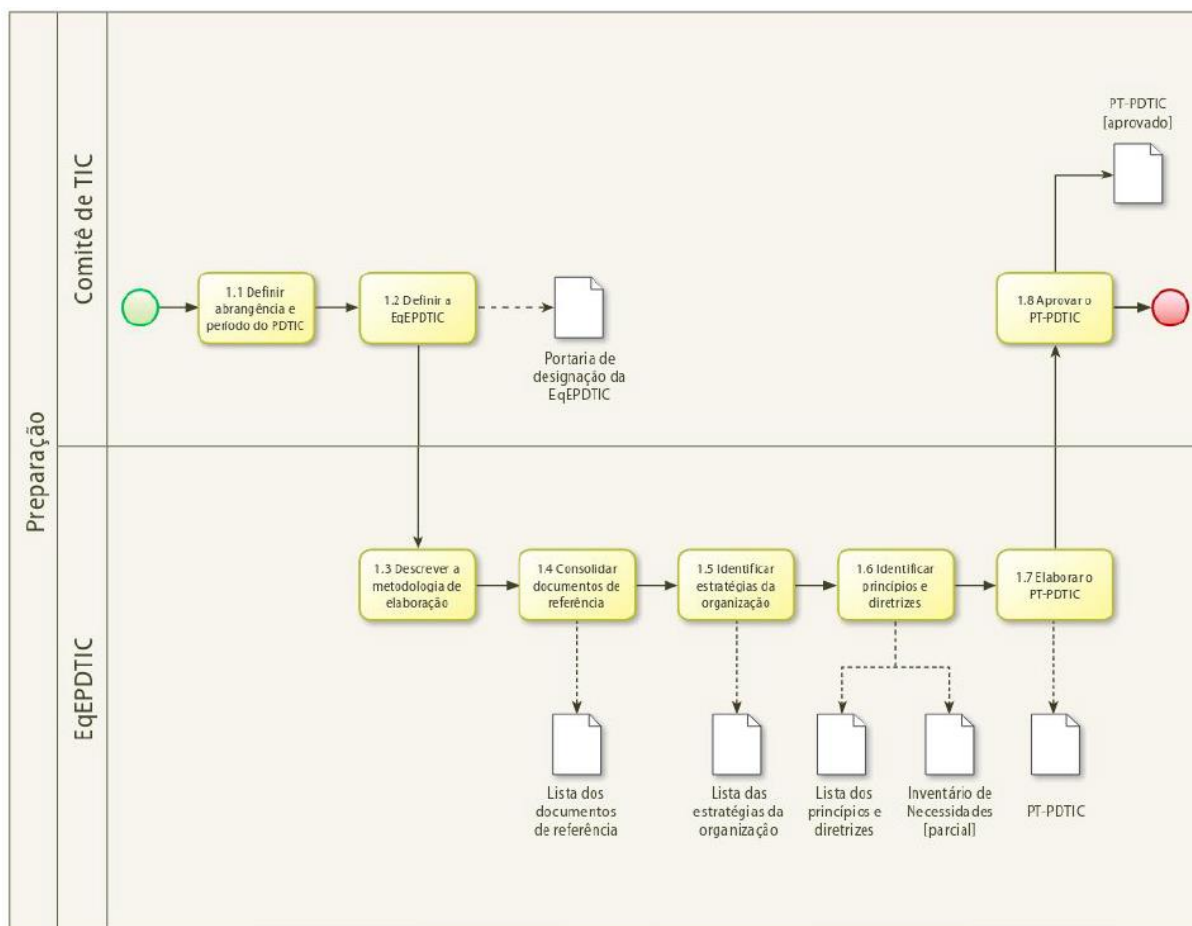 Preparação
Comitê de TIC
PT-PDTIC
[aprovado]
1.1 Definir
abrangência e
período do PDTIC
1.2 Definir a
EqEPDTIC
Portaria de
designação da
EqEPDTIC
1.8 Aprovar o
PT-PDTIC
EqEPDTIC
1.3 Descrever a
metodologia de
elaboração
1.4 Consolidar
documentos de
referência
1.5 Identificar
estratégias da
organização
1.6 Identificar
princípios e
diretrizes
1.7 Elaborar o
PT-PDTIC
Lista dos
documentos
de referência
Lista das
estratégias da
organização
Lista dos
princípios e
diretrizes
Inventário de
Necessidades
[parcial]
PT-PDTIC